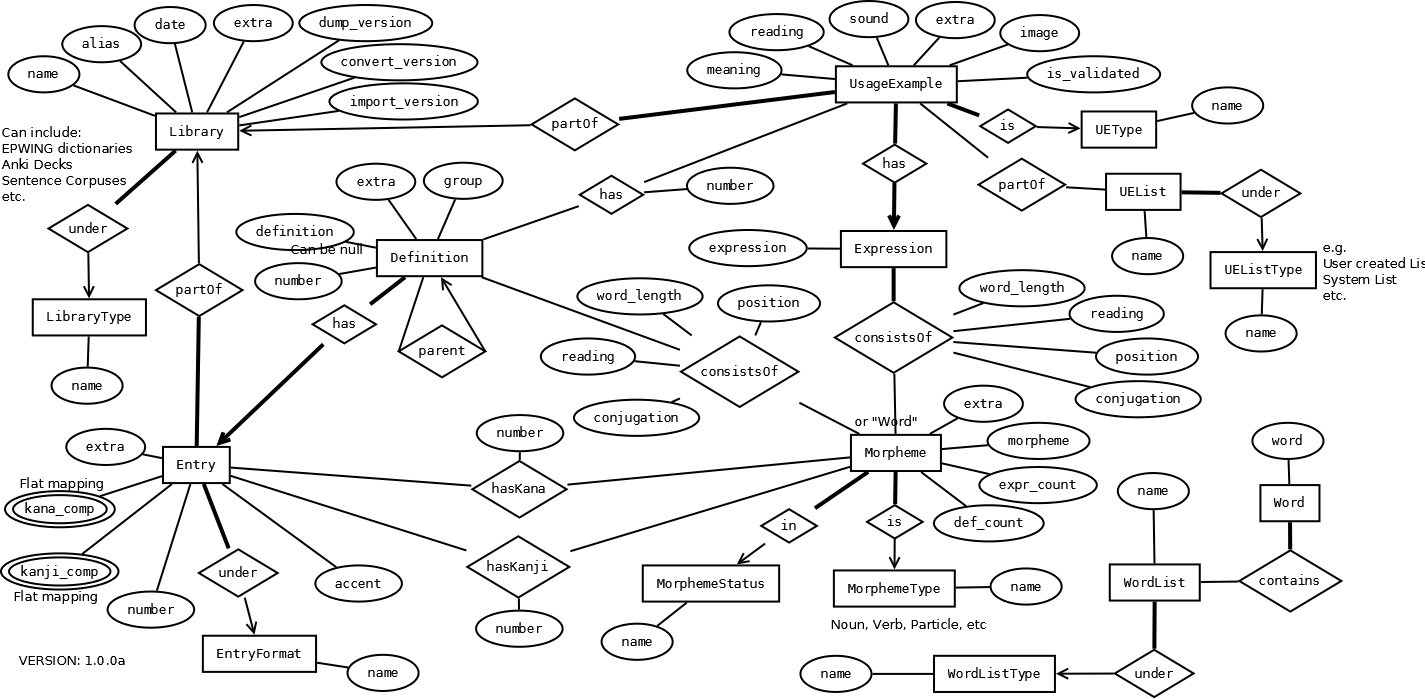 date
extra
dump_version
alias
name
convert_version
import_version
Library
Can include:
EPWING dictionaries
Anki Decks
Sentence Corpuses
etc.
under
LibraryType
name
partOf
partOf
reading
sound
extra
image
meaning
is_validated
UsageExample
is
UEType
name
has
partOf
UEList
name
under
UEListType
name
e.g.
User created Lis
System List
etc.
has
number
extra
group
definition
Can be null
number
Definition
has
parent
expression
Expression
word_length
position
reading
consistsOf
conjugation
word_length
reading
position
conjugation
consistsOf
or "Word"
extra
morpheme
expr_count
def_count
Morpheme
extra
Entry
Flat mapping
kana_comp
kanji_comp
Flat mapping
number
under
accent
EntryFormat
name
number
hasKana
hasKanji
number
in
MorphemeStatus
name
is
MorphemeType
name
Noun, Verb, Particle, etc
word
Word
contains
name
WordList
under
WordListType
name
VERSION: 1.0.0a